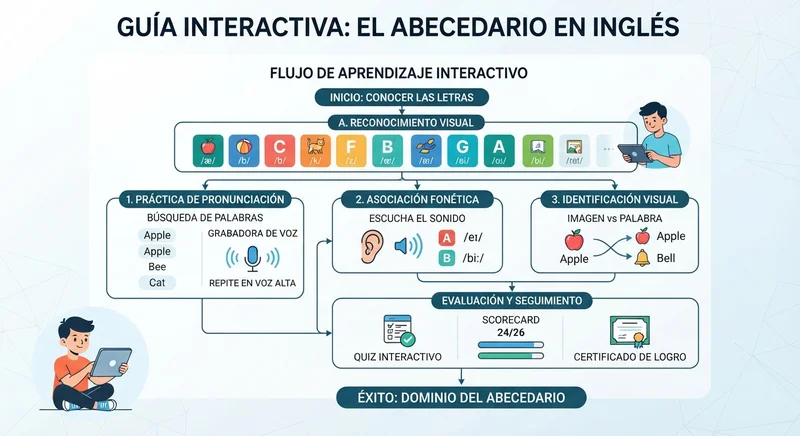 GUÍA INTERACTIVA: EL ABECEDARIO EN INGLÉS
FLUJO DE APRENDIZAJE INTERACTIVO
INICIO: CONOCER LAS LETRAS
A. RECONOCIMIENTO VISUAL
C F B G A
/æ/ /b/ /k/ /bi/
...
1. PRÁCTICA DE PRONUNCIACIÓN
BÚSQUEDA DE PALABRAS
Apple
Apple
Bee
Cat
GRABADORA DE VOZ
REPITE EN VOZ ALTA
2. ASOCIACIÓN FONÉTICA
ESCUCHA EL SONIDO
A /eɪ/
B /bi:/
3. IDENTIFICACIÓN VISUAL
IMAGEN vs PALABRA
Apple
Apple
Bell
EVALUACIÓN Y SEGUIMIENTO
QUIZ INTERACTIVO
SCORECARD
24/26
CERTIFICADO DE LOGRO
ÉXITO: DOMINIO DEL ABECEDARIO